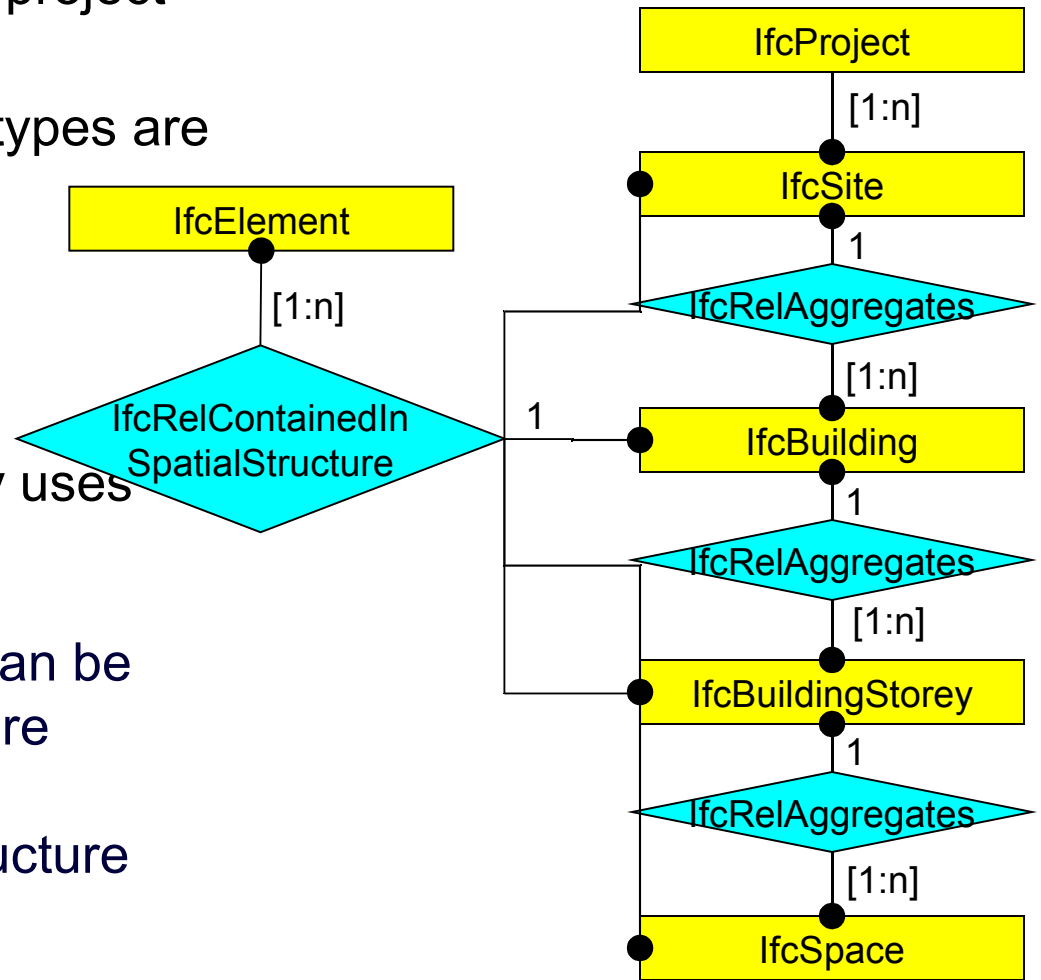 project
types are
y uses
an be
re
ucture
IfcElement
[1:n]
IfcRelContainedIn
SpatialStructure
1
IfcProject
[1:n]
IfcSite
1
IfcRelAggregates
[1:n]
IfcBuilding
1
IfcRelAggregates
[1:n]
IfcBuildingStorey
1
IfcRelAggregates
[1:n]
IfcSpace